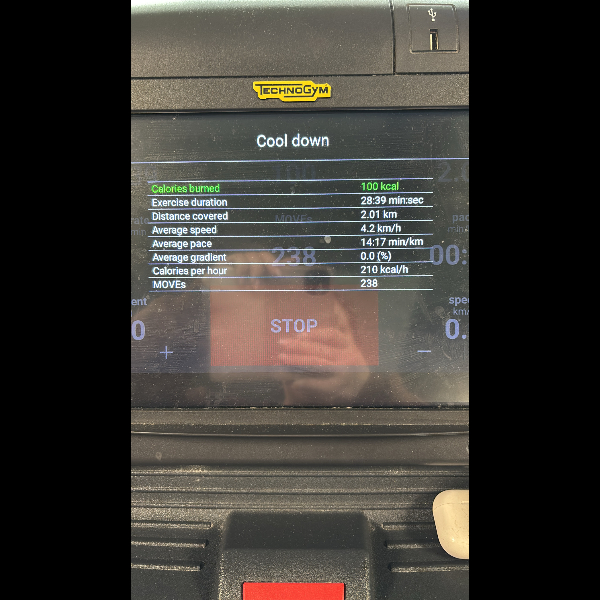 TECHNOGYM
Cool down
Calories burned 100 kcal
Exercise duration 28:39 min:sec
Distance covered 2.01 km
Average speed 4.2 km/h
Average pace 14:17 min/km
Average gradient 0.0 (%)
Calories per hour 210 kcal/h
MOVEs 238
MOVEs
238
STOP
+ −